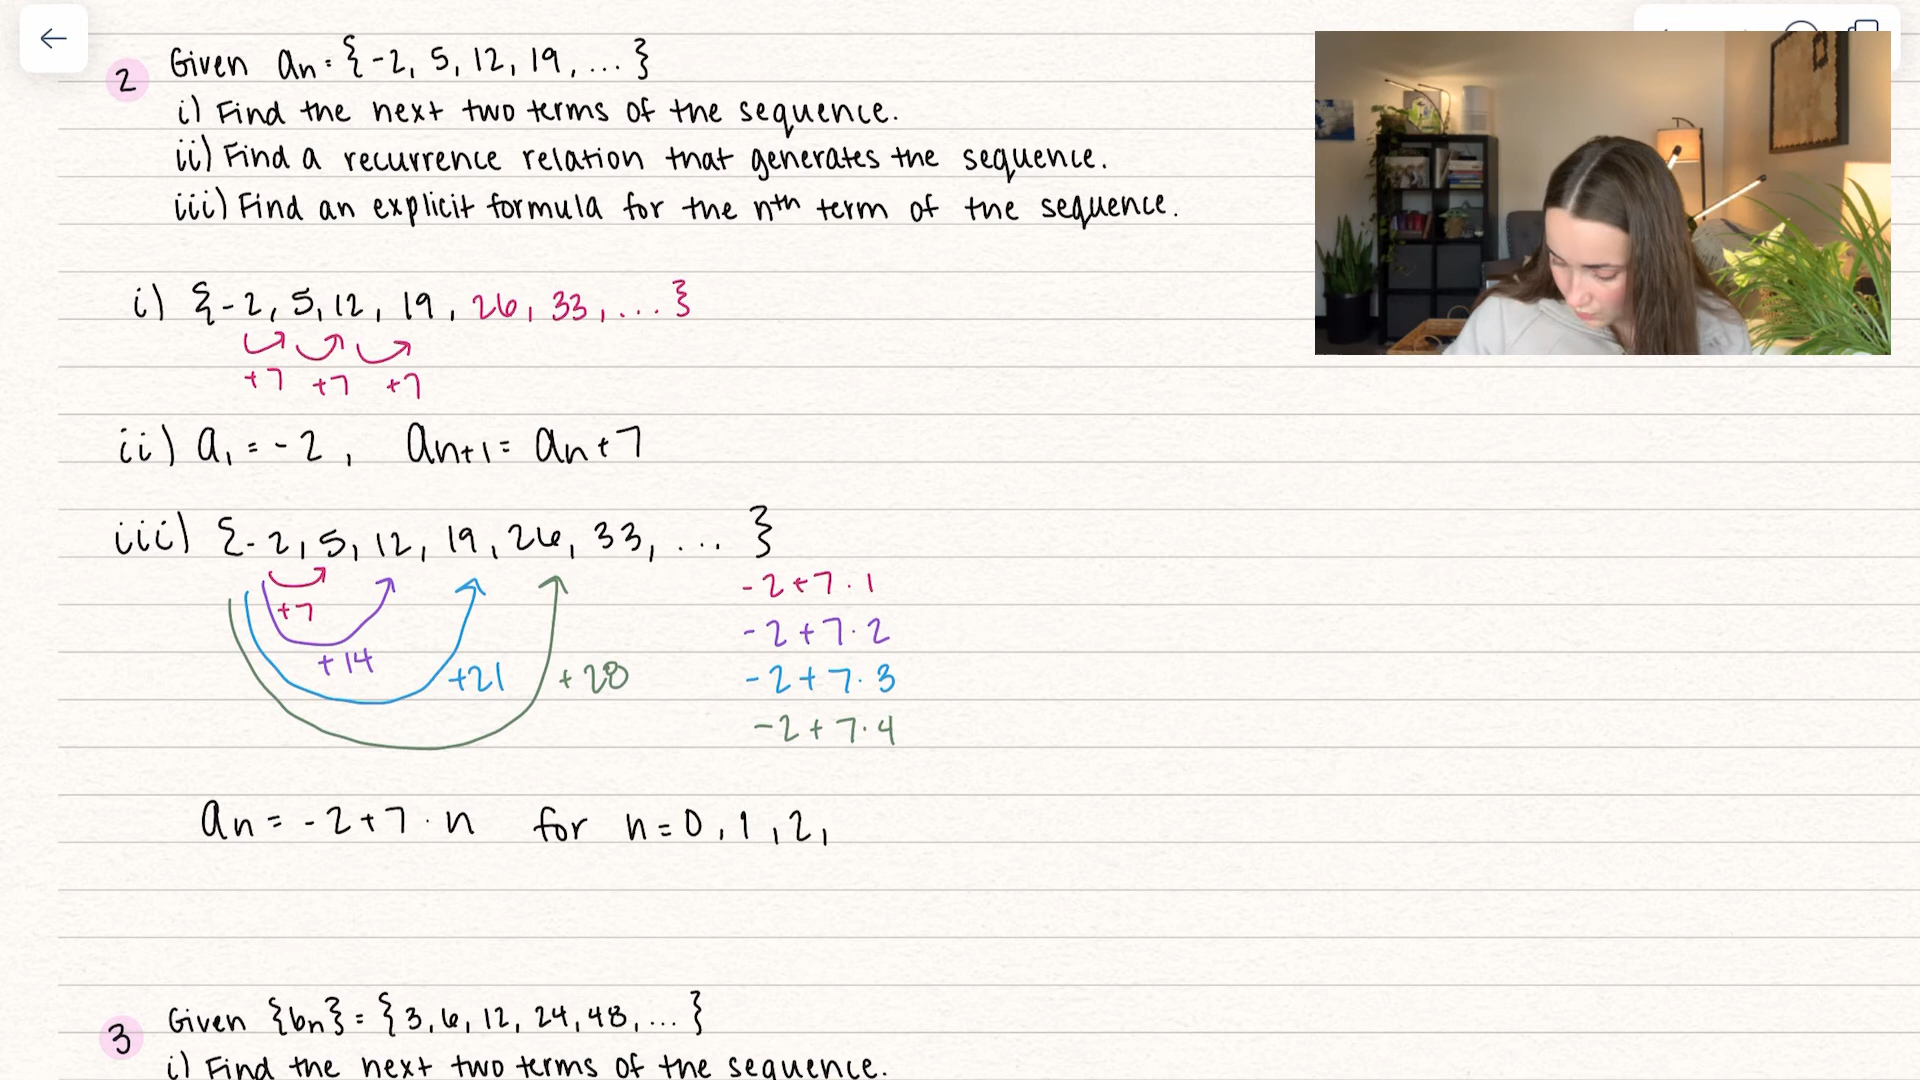 2 Given an = {-2, 5, 12, 19, ... }
i) Find the next two terms of the sequence.
ii) Find a recurrence relation that generates the sequence.
iii) Find an explicit formula for the nth term of the sequence.
i) {-2, 5, 12, 19, 26, 33, ... }
+7 +7 +7
ii) a₁ = -2, an+1 = an + 7
iii) {-2, 5, 12, 19, 26, 33, ... }
+7
+14
+21
+28
-2+7·1
-2+7·2
-2+7·3
-2+7·4
an = -2+7·n for n=0, 1, 2,
3 Given {bn} = {3, 6, 12, 24, 48, ... }
i) Find the next two terms of the sequence.